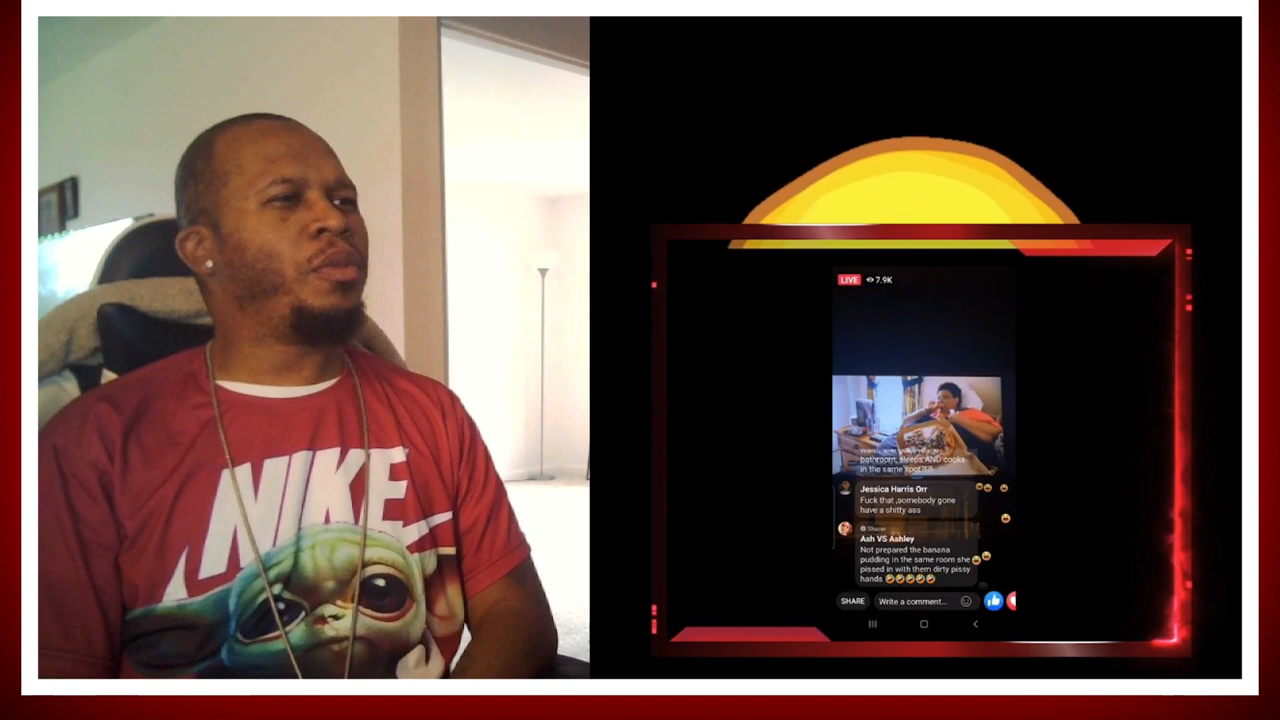 NIKE
LIVE 7.9K
bathroom, sleeps AND cooks
in the same spot?!?!
Jessica Harris Orr
Fuck that ,somebody gone
have a shitty ass
Sharer
Ash VS Ashley
Not prepared the banana
pudding in the same room she
pissed in with them dirty pissy
hands 🤣🤣🤣🤣🤣
SHARE
Write a comment...